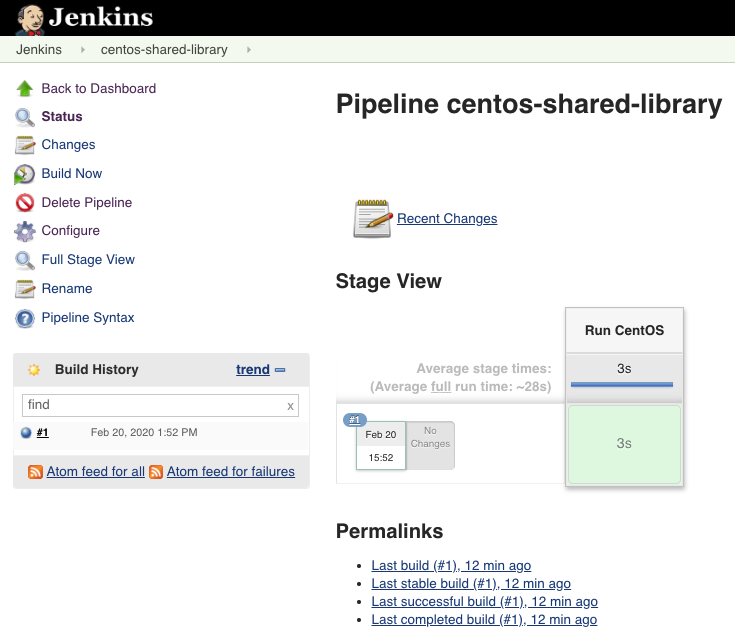 Jenkins
Jenkins centos-shared-library
Back to Dashboard
Status
Changes
Build Now
Delete Pipeline
Configure
Full Stage View
Rename
Pipeline Syntax
Build History trend
find x
#1 Feb 20, 2020 1:52 PM
Atom feed for all Atom feed for failures
Pipeline centos-shared-library
Recent Changes
Stage View
Run CentOS
Average stage times: 3s
(Average full run time: ~28s)
#1
Feb 20
15:52
No
Changes
3s
Permalinks
Last build (#1), 12 min ago
Last stable build (#1), 12 min ago
Last successful build (#1), 12 min ago
Last completed build (#1), 12 min ago